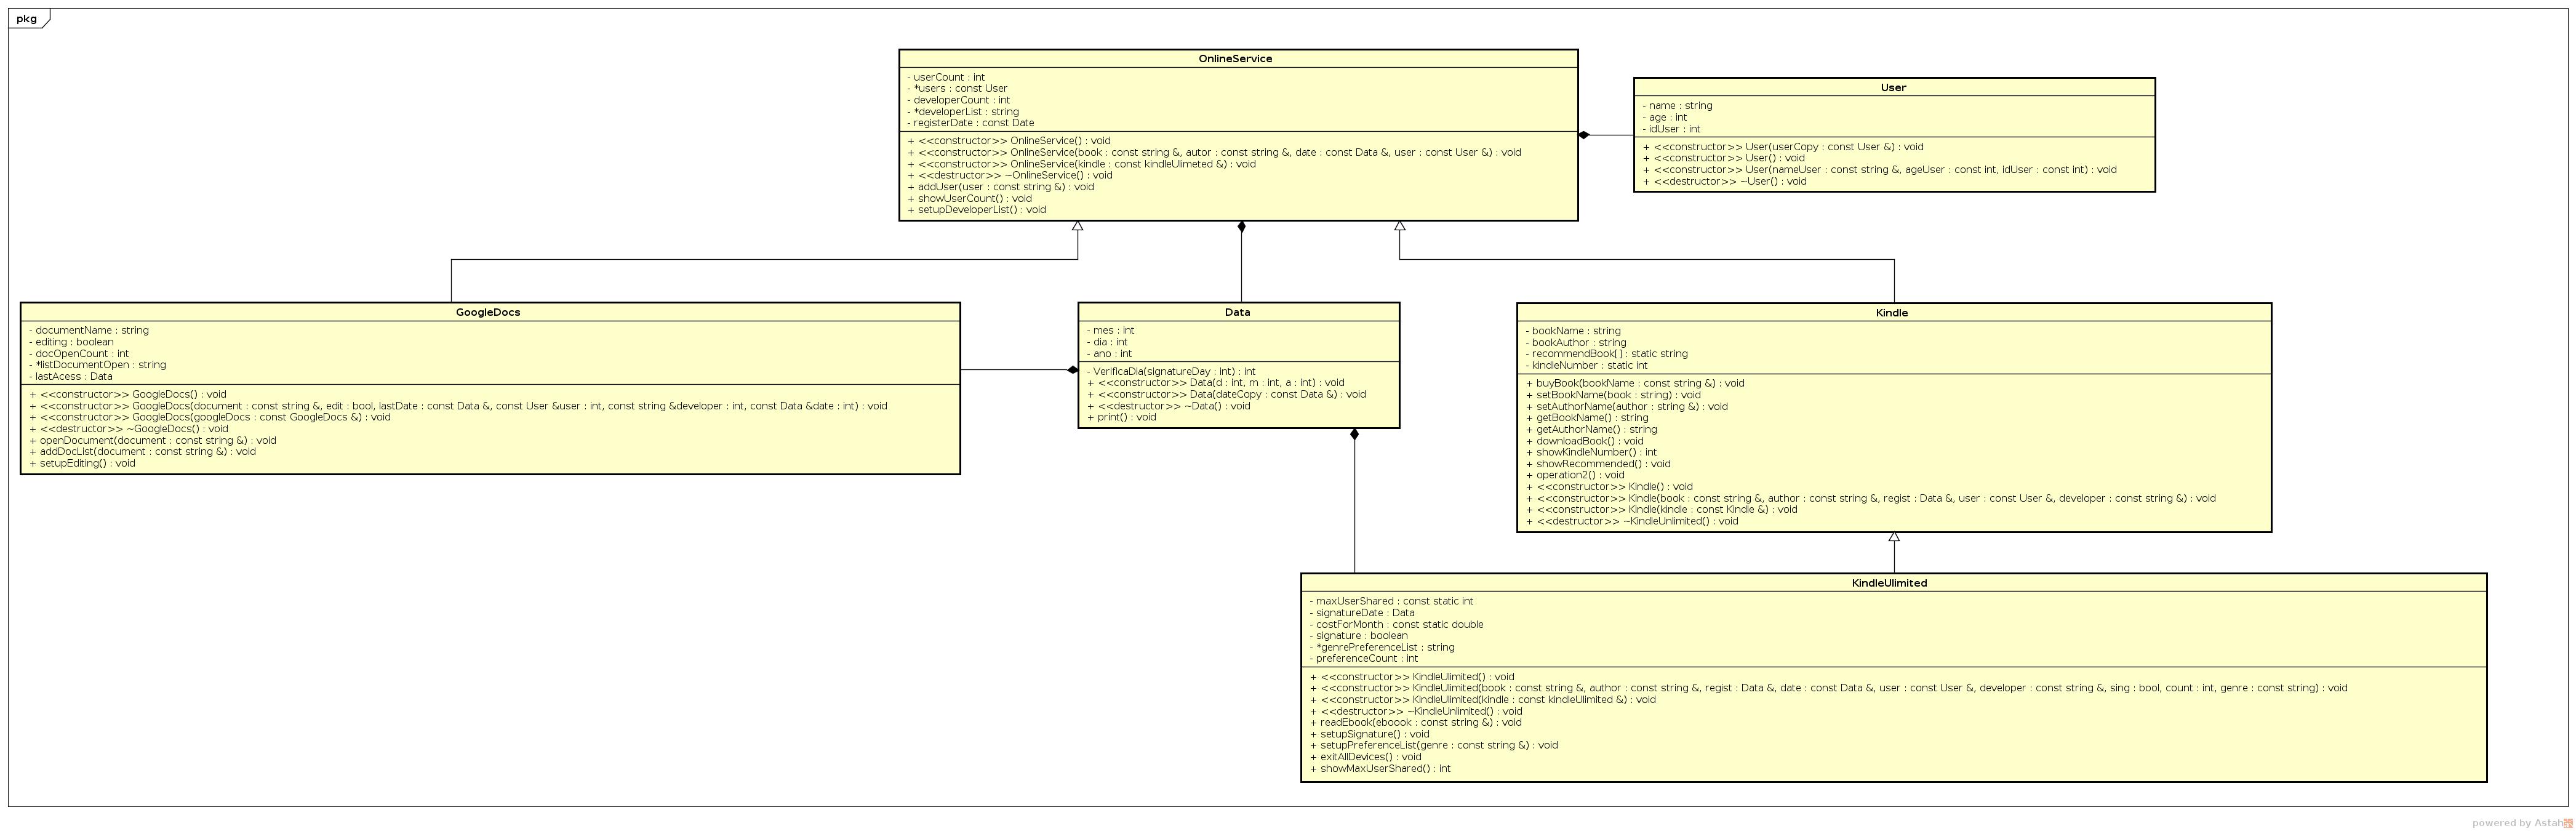 pkg
OnlineService
- userCount : int
- *users : const User
- developerCount : int
- *developerList : string
- registerDate : const Date
+ <<constructor>> OnlineService() : void
+ <<constructor>> OnlineService(book : const string &, autor : const string &, date : const Data &, user : const User &) : void
+ <<constructor>> OnlineService(kindle : const kindleUlimeted &) : void
+ <<destructor>> ~OnlineService() : void
+ addUser(user : const string &) : void
+ showUserCount() : void
+ setupDeveloperList() : void
User
- name : string
- age : int
- idUser : int
+ <<constructor>> User(userCopy : const User &) : void
+ <<constructor>> User() : void
+ <<constructor>> User(nameUser : const string &, ageUser : const int, idUser : const int) : void
+ <<destructor>> ~User() : void
GoogleDocs
- documentName : string
- editing : boolean
- docOpenCount : int
- *listDocumentOpen : string
- lastAcess : Data
+ <<constructor>> GoogleDocs() : void
+ <<constructor>> GoogleDocs(document : const string &, edit : bool, lastDate : const Data &, const User &user : int, const string &developer : int, const Data &date : int) : void
+ <<constructor>> GoogleDocs(googleDocs : const GoogleDocs &) : void
+ <<destructor>> ~GoogleDocs() : void
+ openDocument(document : const string &) : void
+ addDocList(document : const string &) : void
+ setupEditing() : void
Data
- mes : int
- dia : int
- ano : int
- VerificaDia(signatureDay : int) : int
+ <<constructor>> Data(d : int, m : int, a : int) : void
+ <<constructor>> Data(dateCopy : const Data &) : void
+ <<destructor>> ~Data() : void
+ print() : void
Kindle
- bookName : string
- bookAuthor : string
- recommendBook[] : static string
- kindleNumber : static int
+ buyBook(bookName : const string &) : void
+ setBookName(book : string) : void
+ setAuthorName(author : string &) : void
+ getBookName() : string
+ getAuthorName() : string
+ downloadBook() : void
+ showKindleNumber() : int
+ showRecommended() : void
+ operation2() : void
+ <<constructor>> Kindle() : void
+ <<constructor>> Kindle(book : const string &, author : const string &, regist : Data &, user : const User &, developer : const string &) : void
+ <<constructor>> Kindle(kindle : const Kindle &) : void
+ <<destructor>> ~KindleUnlimited() : void
KindleUlimited
- maxUserShared : const static int
- signatureDate : Data
- costForMonth : const static double
- signature : boolean
- *genrePreferenceList : string
- preferenceCount : int
+ <<constructor>> KindleUlimited() : void
+ <<constructor>> KindleUlimited(book : const string &, author : const string &, regist : Data &, date : const Data &, user : const User &, developer : const string &, sing : bool, count : int, genre : const string) : void
+ <<constructor>> KindleUlimited(kindle : const kindleUlimited &) : void
+ <<destructor>> ~KindleUnlimited() : void
+ readEbook(eboook : const string &) : void
+ setupSignature() : void
+ setupPreferenceList(genre : const string &) : void
+ exitAllDevices() : void
+ showMaxUserShared() : int
powered by Astah